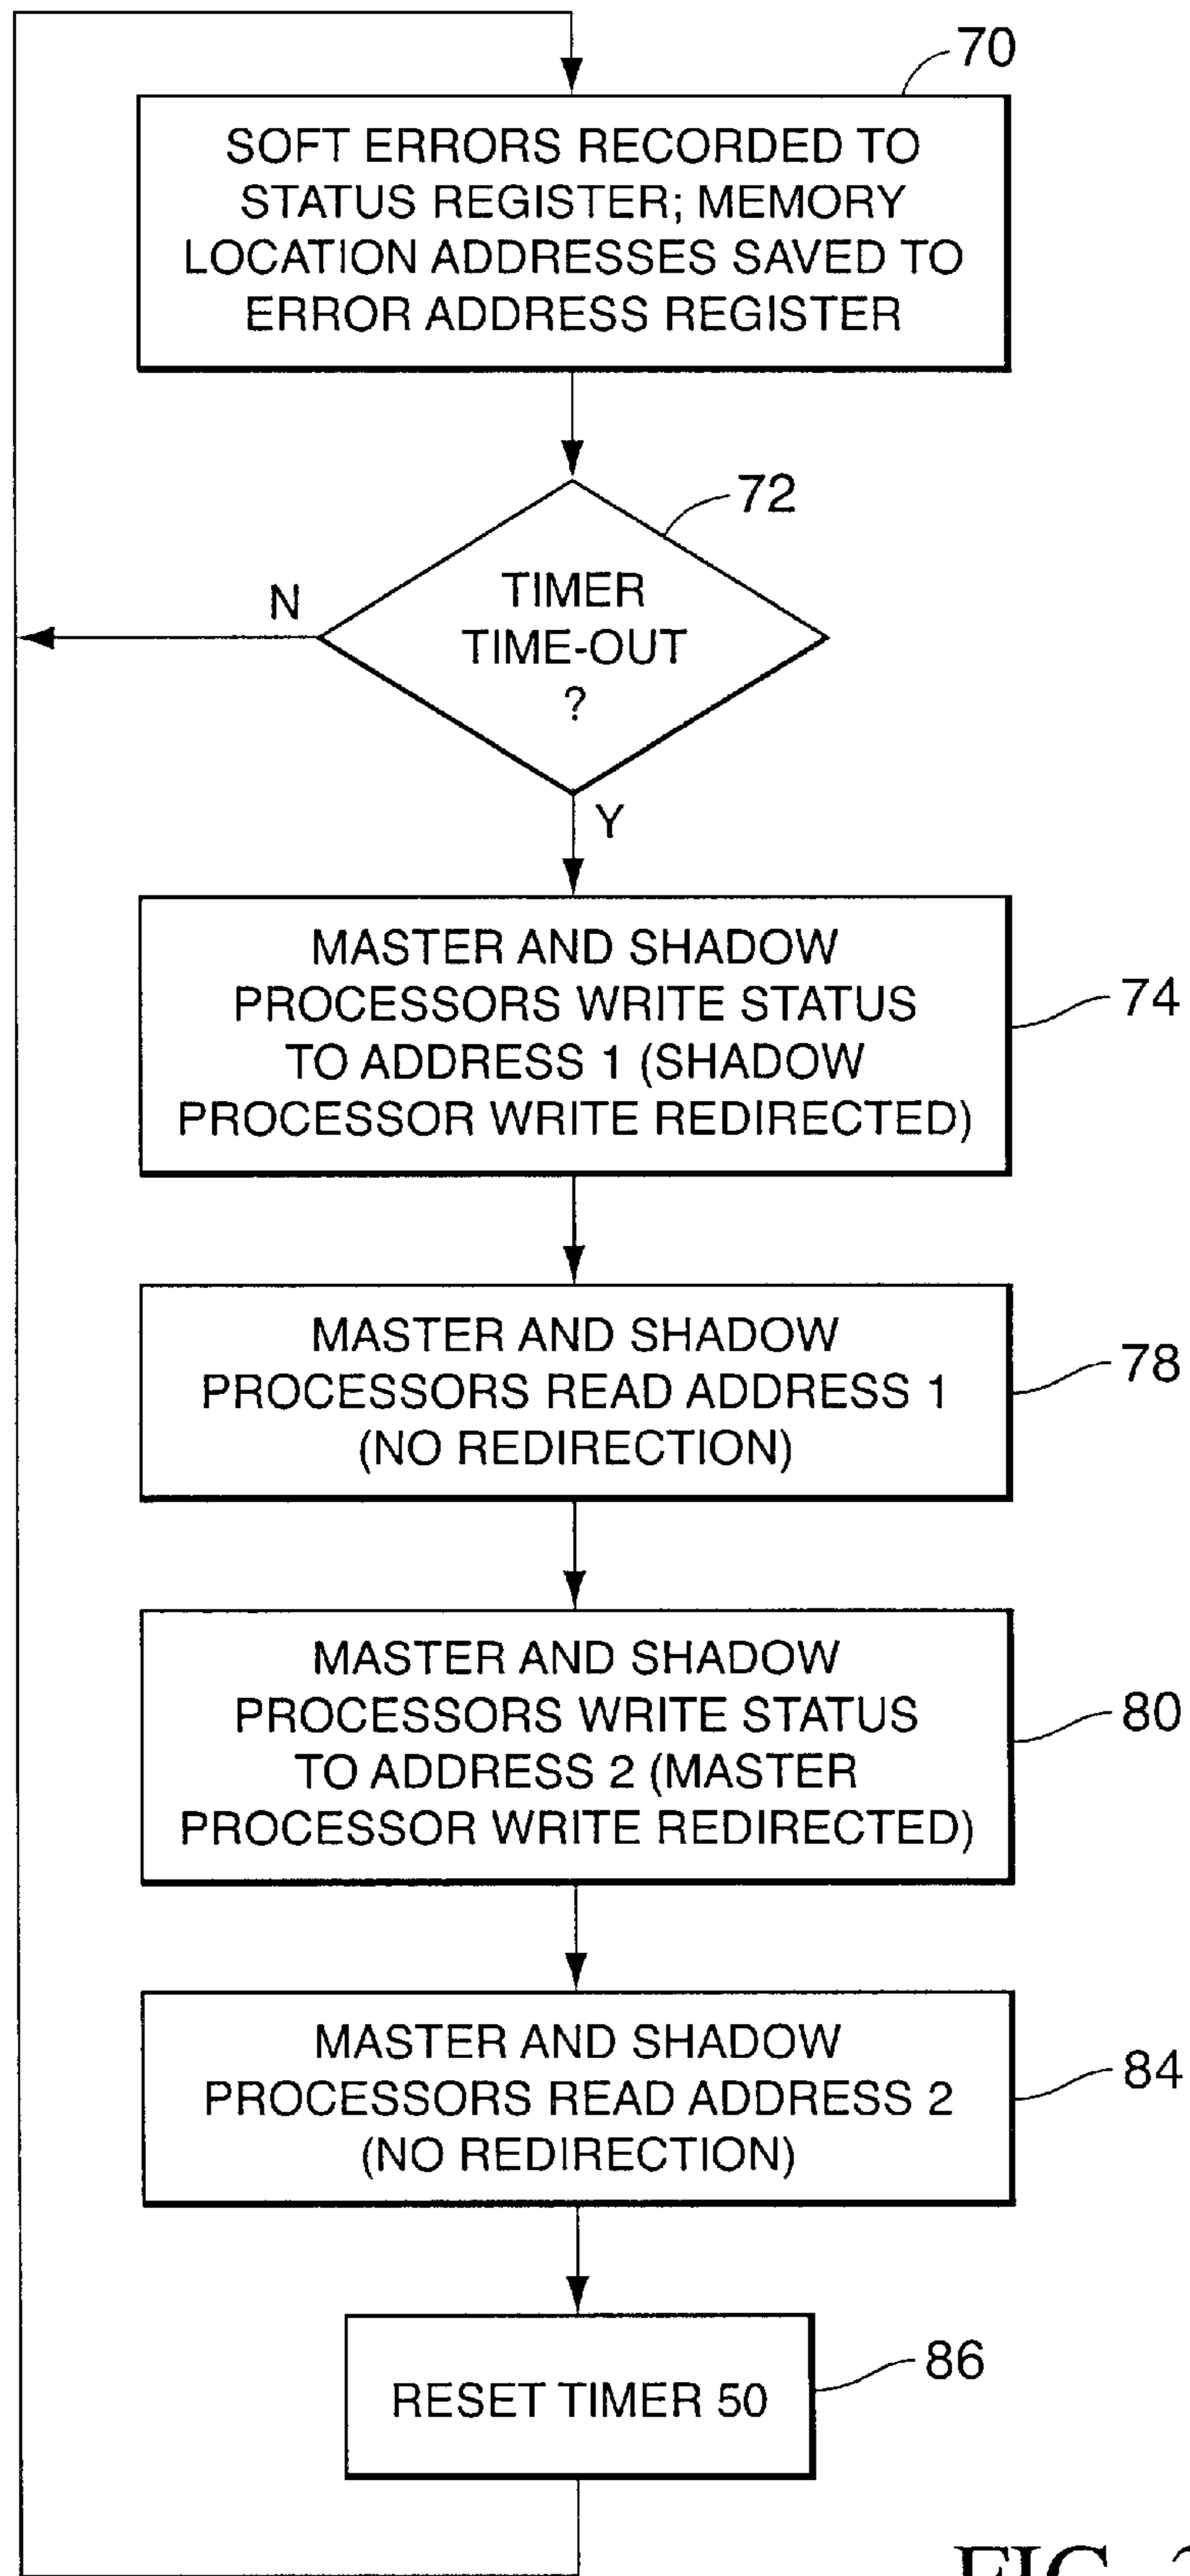 70
SOFT ERRORS RECORDED TO
STATUS REGISTER; MEMORY
LOCATION ADDRESSES SAVED TO
ERROR ADDRESS REGISTER
72
N
TIMER
TIME-OUT
?
Y
MASTER AND SHADOW
PROCESSORS WRITE STATUS
TO ADDRESS 1 (SHADOW
PROCESSOR WRITE REDIRECTED)
74
MASTER AND SHADOW
PROCESSORS READ ADDRESS 1
(NO REDIRECTION)
78
MASTER AND SHADOW
PROCESSORS WRITE STATUS
TO ADDRESS 2 (MASTER
PROCESSOR WRITE REDIRECTED)
80
MASTER AND SHADOW
PROCESSORS READ ADDRESS 2
(NO REDIRECTION)
84
RESET TIMER 50
86
FIG.